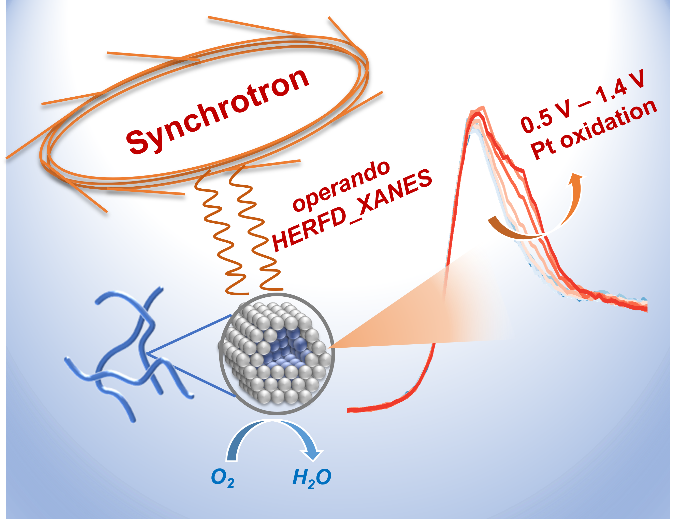 Synchrotron
0.5 V – 1.4 V
Pt oxidation
operando
HERFD_XANES
O₂
H₂O